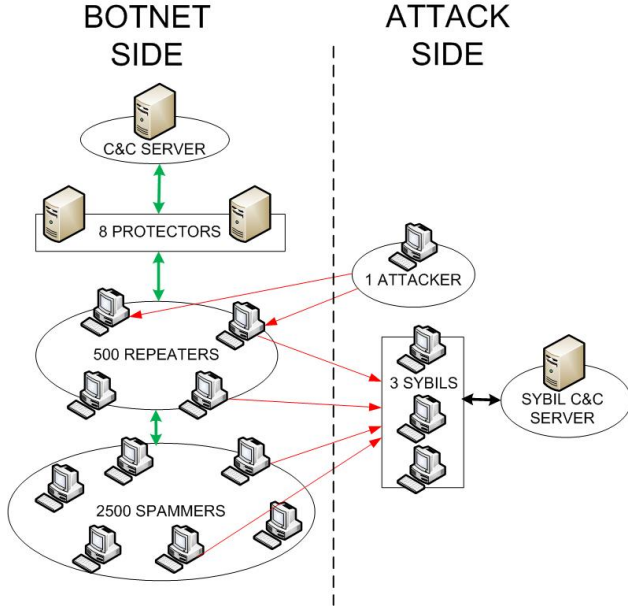 BOTNET
SIDE
ATTACK
SIDE
C&C SERVER
8 PROTECTORS
1 ATTACKER
500 REPEATERS
3 SYBILS
SYBIL C&C
SERVER
2500 SPAMMERS